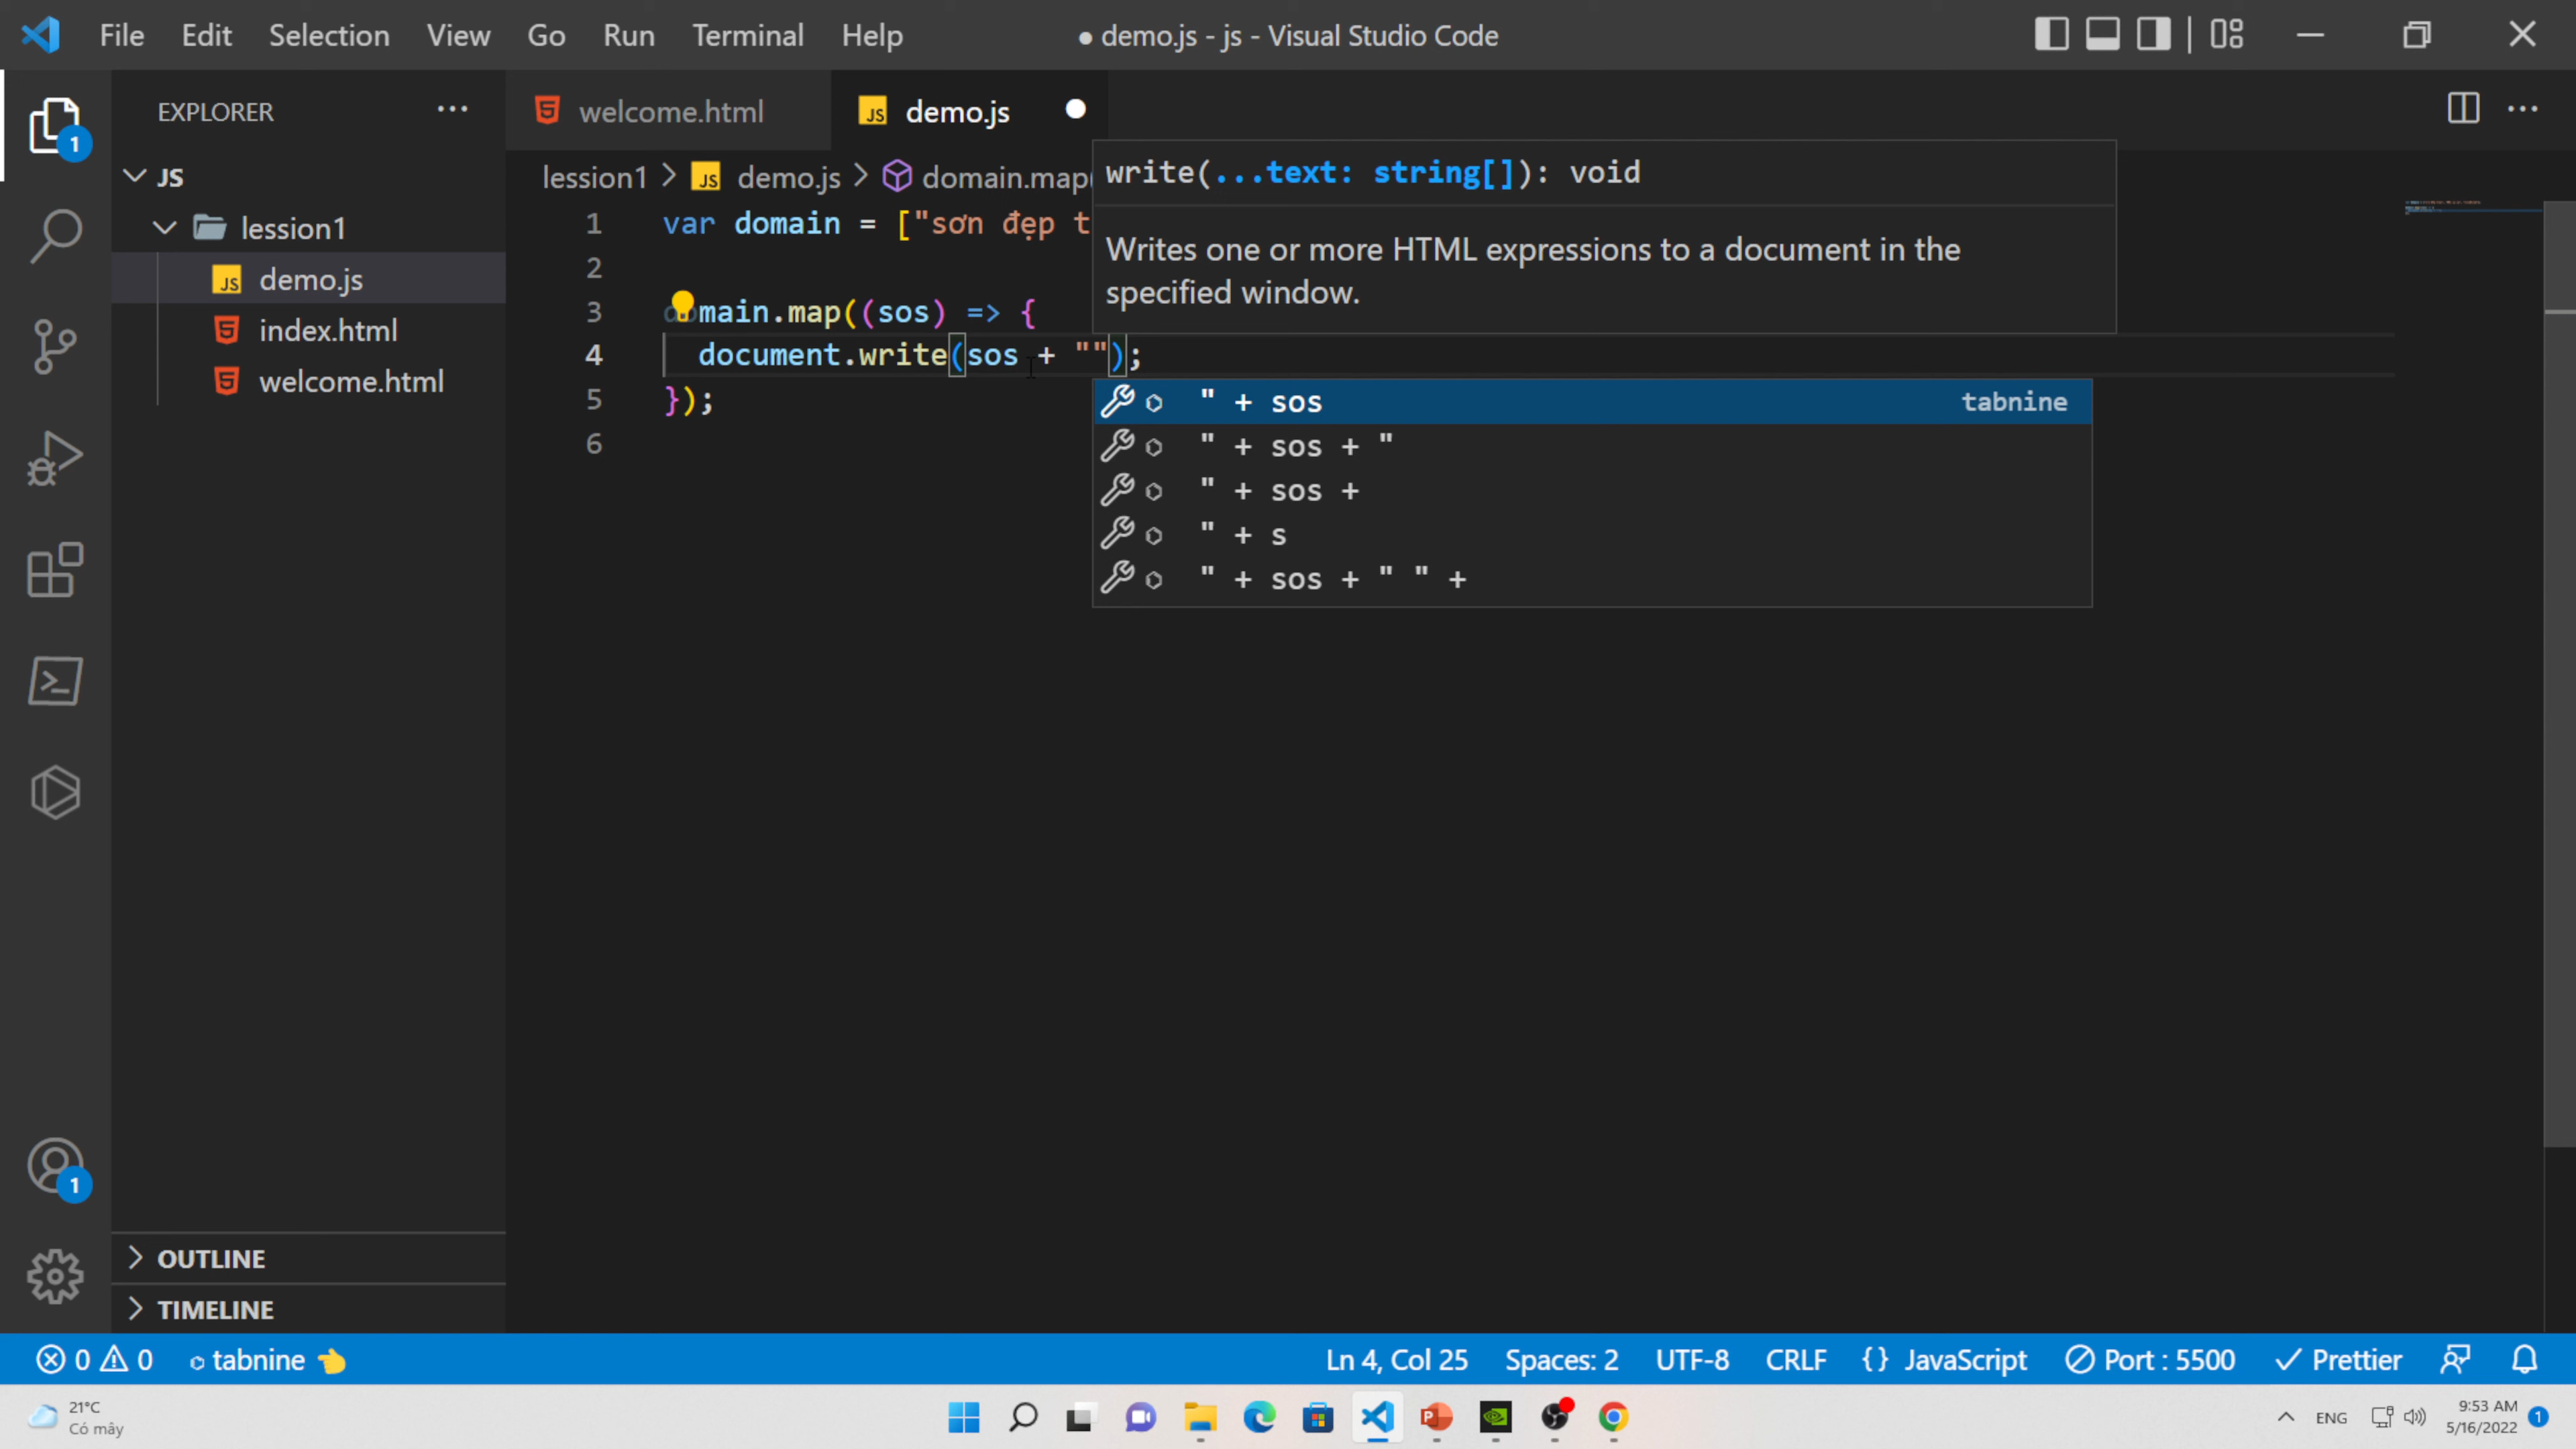 File Edit Selection View Go Run Terminal Help
● demo.js - js - Visual Studio Code
EXPLORER
JS
lession1
demo.js
index.html
welcome.html
OUTLINE
TIMELINE
1
1
welcome.html
demo.js
lession1 > demo.js > domain.map(
1 var domain = ["sơn đẹp t
2
3 main.map((sos) => {
4 document.write(sos + "");
5 });
6
write(...text: string[]): void
Writes one or more HTML expressions to a document in the
specified window.
" + sos tabnine
" + sos + "
" + sos +
" + s
" + sos + " " +
0 0 tabnine Ln 4, Col 25 Spaces: 2 UTF-8 CRLF {} JavaScript Port : 5500 Prettier
21°C
Có mây
ENG
9:53 AM
5/16/2022
1